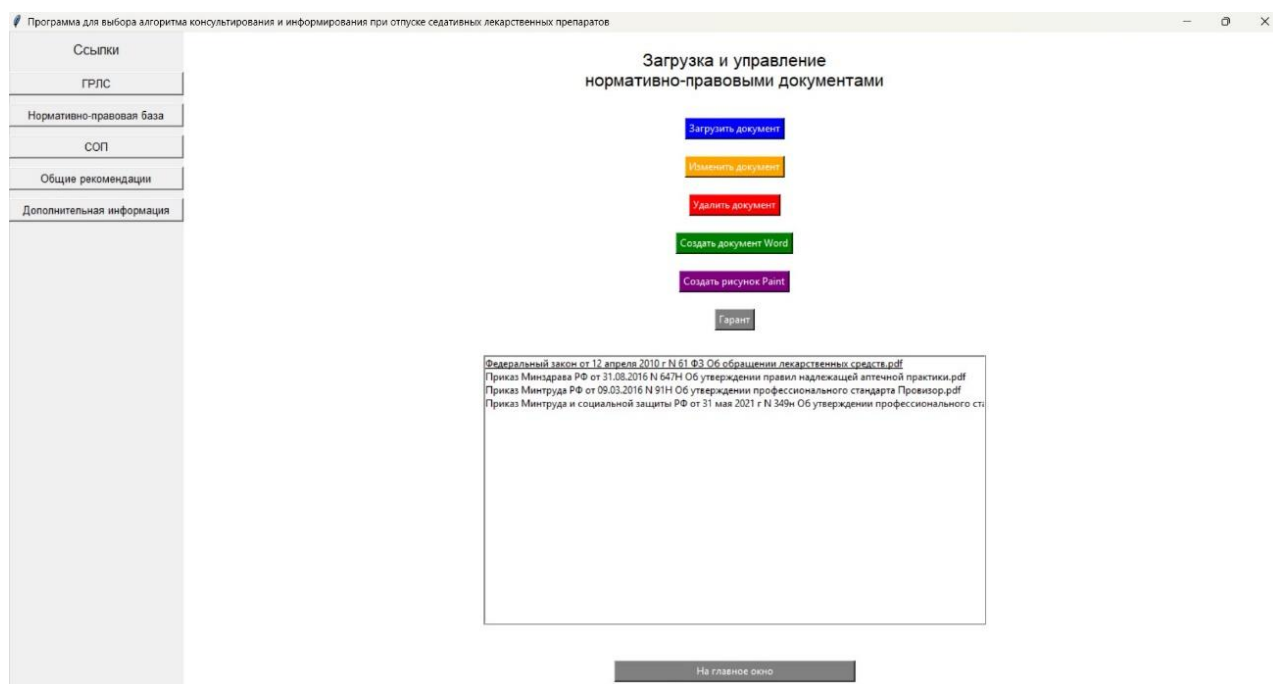 Программа для выбора алгоритма консультирования и информирования при отпуске седативных лекарственных препаратов
Ссылки
ГРЛС
Нормативно-правовая база
СОП
Общие рекомендации
Дополнительная информация
Загрузка и управление
нормативно-правовыми документами
Загрузить документ
Изменить документ
Удалить документ
Создать документ Word
Создать рисунок Paint
Гарант
Федеральный закон от 12 апреля 2010 г N 61 ФЗ Об обращении лекарственных средств.pdf
Приказ Минздрава РФ от 31.08.2016 N 647Н Об утверждении правил надлежащей аптечной практики.pdf
Приказ Минтруда РФ от 09.03.2016 N 91Н Об утверждении профессионального стандарта Провизор.pdf
Приказ Минтруда и социальной защиты РФ от 31 мая 2021 г N 349н Об утверждении профессионального ста
На главное окно